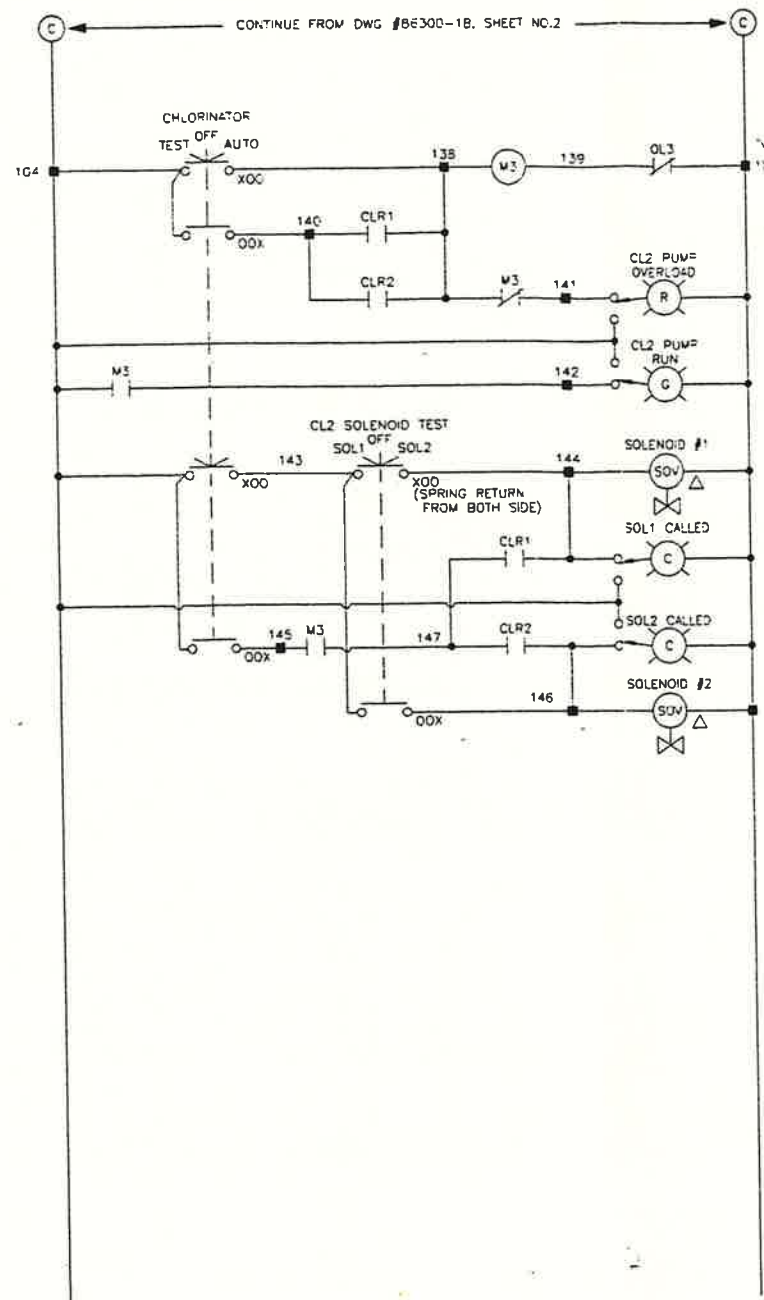 C CONTINUE FROM DWG #86300-1B, SHEET NO.2 C
CHLORINATOR
OFF
TEST AUTO
104
XOO
138
M3
139
OL3
OOX
140
CLR1
CLR2
M3
141
CL2 PUMP
OVERLOAD
R
CL2 PUMP
RUN
M3
142
G
CL2 SOLENOID TEST
OFF
SOL1 SOL2
XOO
143
XOO
(SPRING RETURN
FROM BOTH SIDE)
144
SOLENOID #1
SOV
CLR1
SOL1 CALLED
C
OOX
145
M3
147
CLR2
SOL2 CALLED
C
OOX
146
SOLENOID #2
SOV